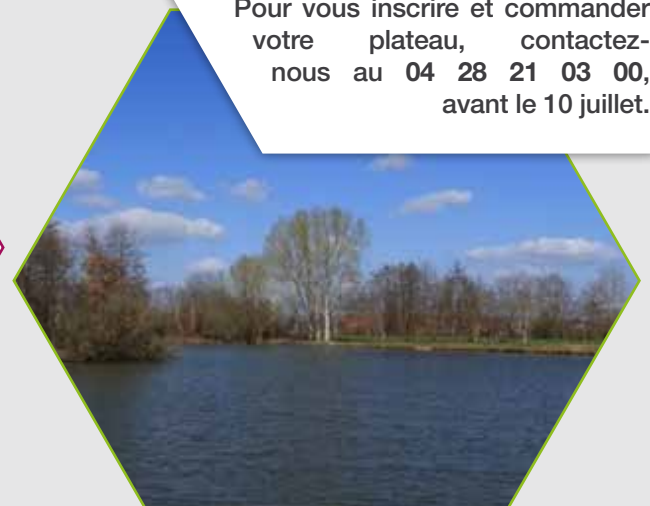 Pour vous inscrire et commander
votre plateau, contactez-
nous au 04 28 21 03 00,
avant le 10 juillet.